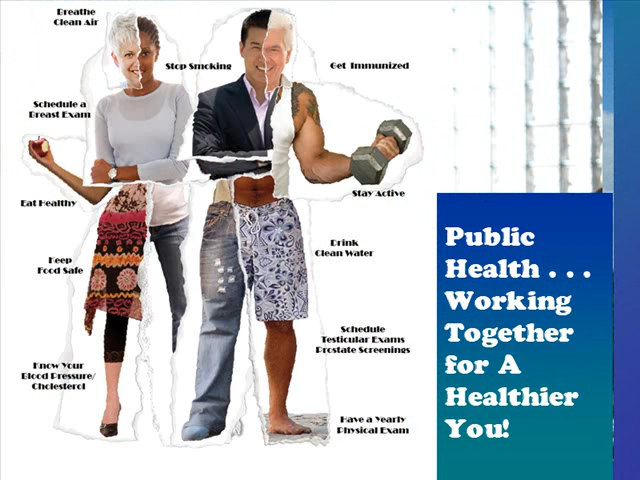 Breathe
Clean Air
Stop Smoking
Get Immunized
Schedule a
Breast Exam
Stay Active
Eat Healthy
Drink
Clean Water
Keep
Food Safe
Schedule
Testicular Exams
Prostate Screenings
Know Your
Blood Pressure/
Cholesterol
Have a Yearly
Physical Exam
Public
Health . . .
Working
Together
for A
Healthier
You!